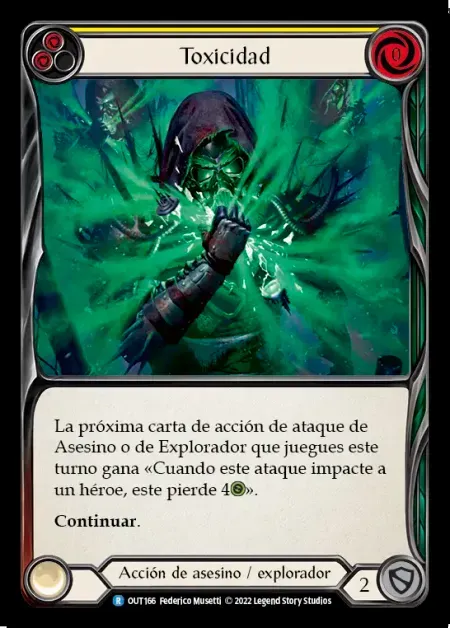 Toxicidad
0
La próxima carta de acción de ataque de
Asesino o de Explorador que juegues este
turno gana «Cuando este ataque impacte a
un héroe, este pierde 4».
Continuar.
Acción de asesino / explorador
2
R OUT166 Federico Musetti © 2022 Legend Story Studios